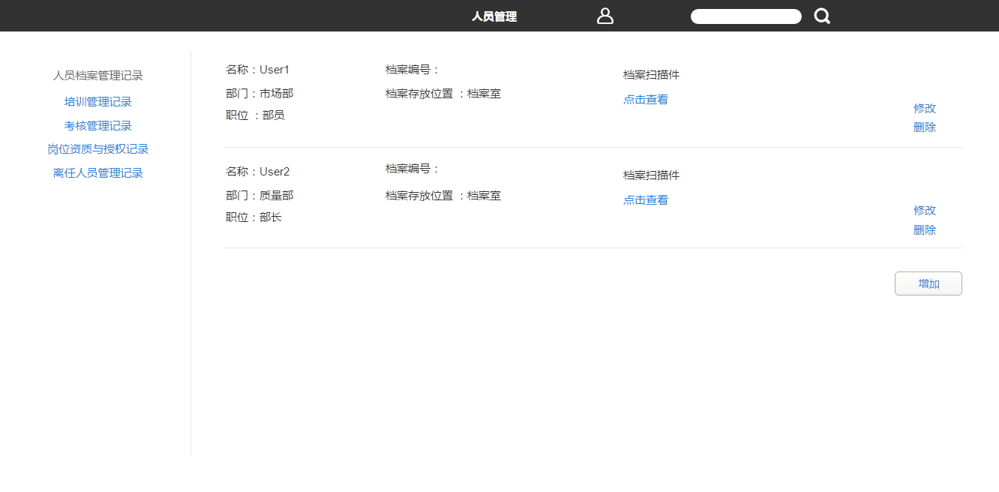 人员管理
人员档案管理记录
培训管理记录
考核管理记录
岗位资质与授权记录
离任人员管理记录
名称：User1
部门：市场部
职位 ：部员
档案编号：
档案存放位置 ：档案室
档案扫描件
点击查看
修改
删除
名称：User2
部门：质量部
职位：部长
档案编号：
档案存放位置 ：档案室
档案扫描件
点击查看
修改
删除
增加